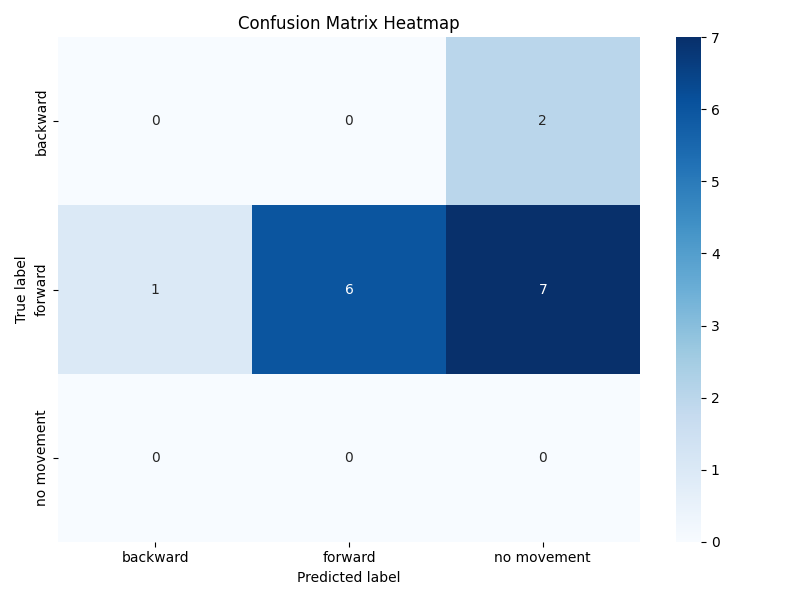 Confusion Matrix Heatmap
True label
backward
0 0 2
forward
1 6 7
no movement
0 0 0
backward forward no movement
Predicted label
7
6
5
4
3
2
1
0